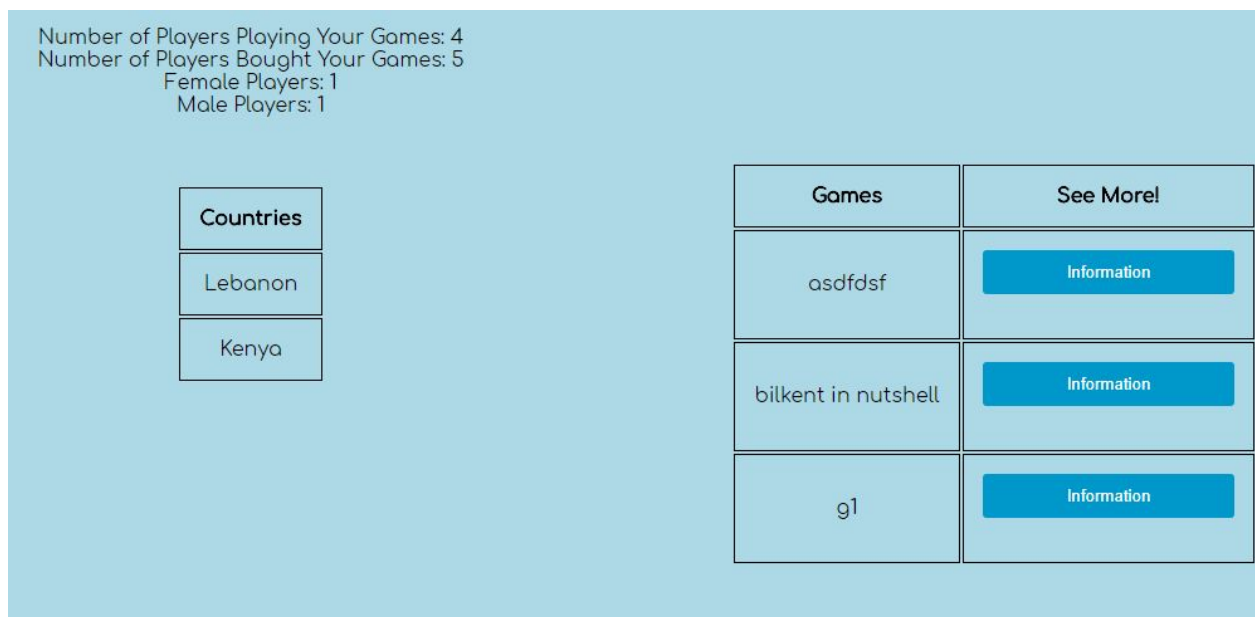 Number of Players Playing Your Games: 4
Number of Players Bought Your Games: 5
Female Players: 1
Male Players: 1
Countries
Lebanon
Kenya
Games See More!
asdfdsf Information
bilkent in nutshell Information
g1 Information